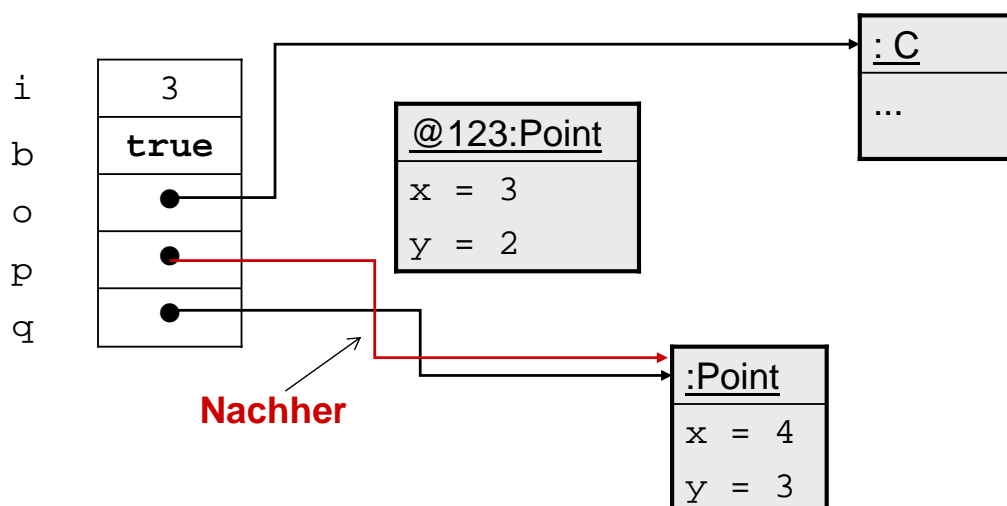 i 3
b true
o
p
q
@123:Point
x = 3
y = 2
: C
...
Nachher
:Point
x = 4
y = 3